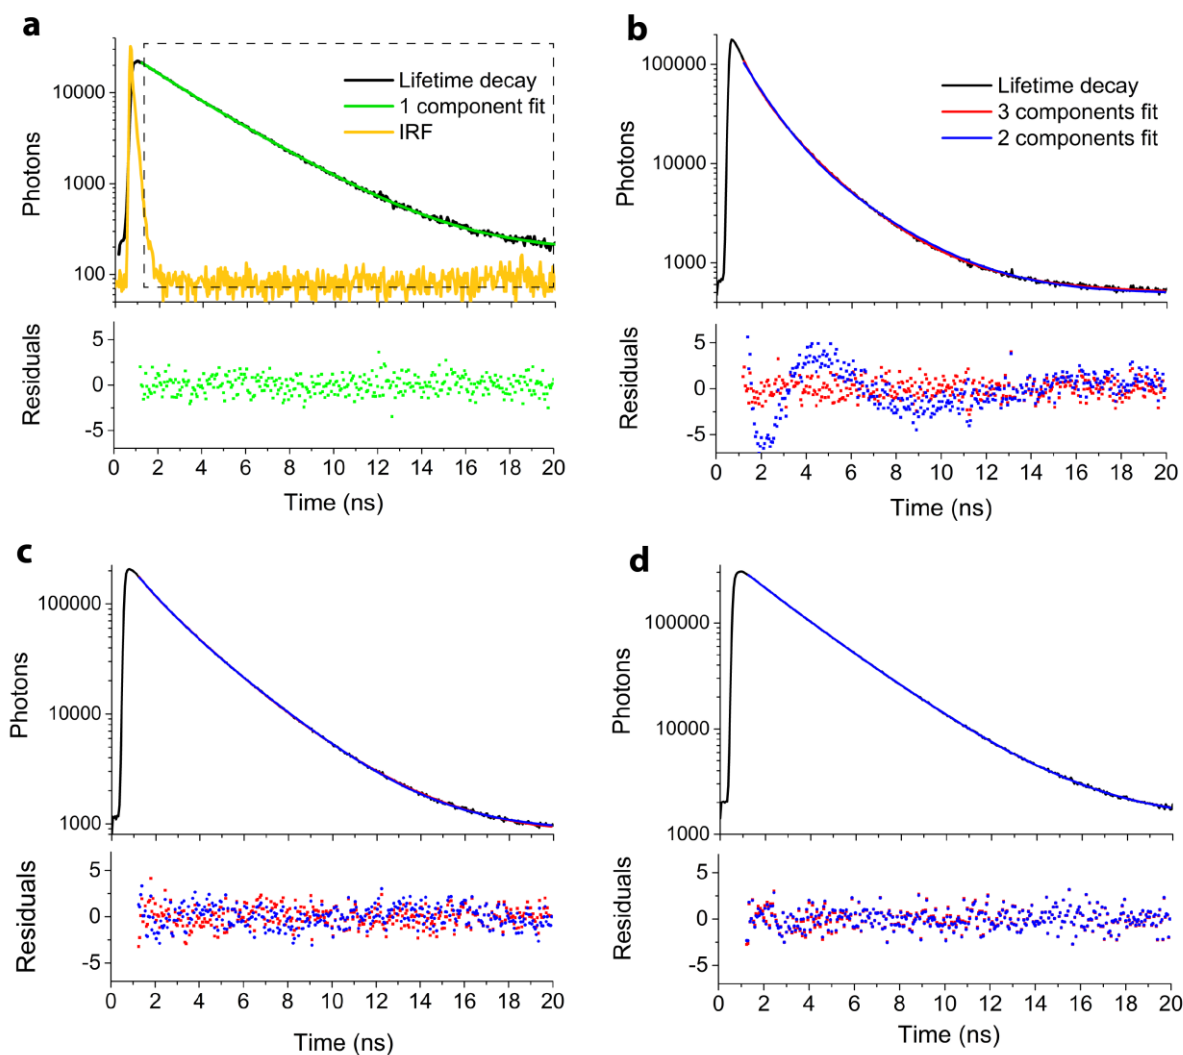 a
Photons
10000
1000
100
Lifetime decay
1 component fit
IRF
Residuals
5
0
-5
0 2 4 6 8 10 12 14 16 18 20
Time (ns)
b
Photons
100000
10000
1000
Lifetime decay
3 components fit
2 components fit
Residuals
5
0
-5
0 2 4 6 8 10 12 14 16 18 20
Time (ns)
c
Photons
100000
10000
1000
Residuals
5
0
-5
0 2 4 6 8 10 12 14 16 18 20
Time (ns)
d
Photons
100000
10000
1000
Residuals
5
0
-5
0 2 4 6 8 10 12 14 16 18 20
Time (ns)